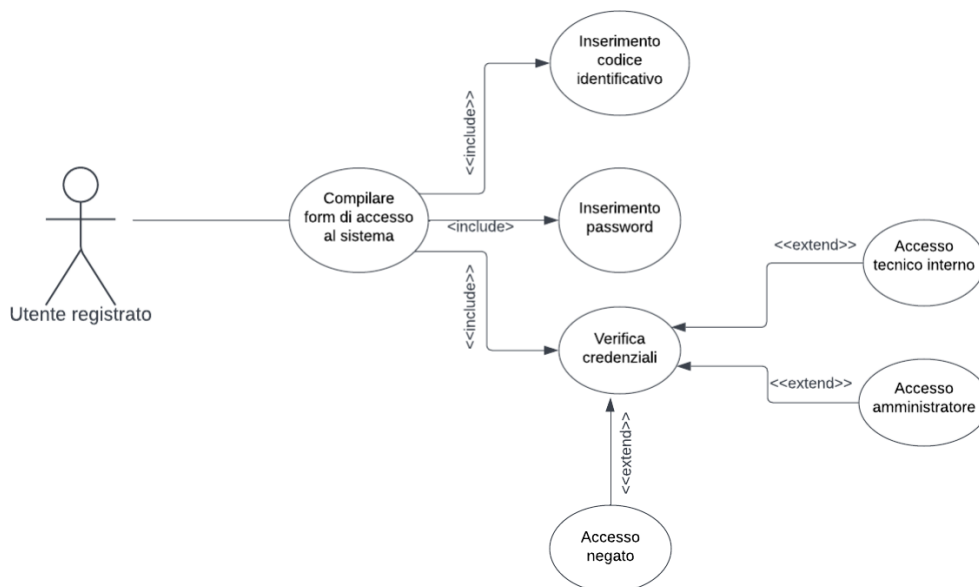 Inserimento
codice
identificativo
<<include>>
Compilare
form di accesso
al sistema
<include>
Inserimento
password
<<extend>>
Accesso
tecnico interno
Utente registrato
<<include>>
Verifica
credenziali
<<extend>>
Accesso
amministratore
<<extend>>
Accesso
negato